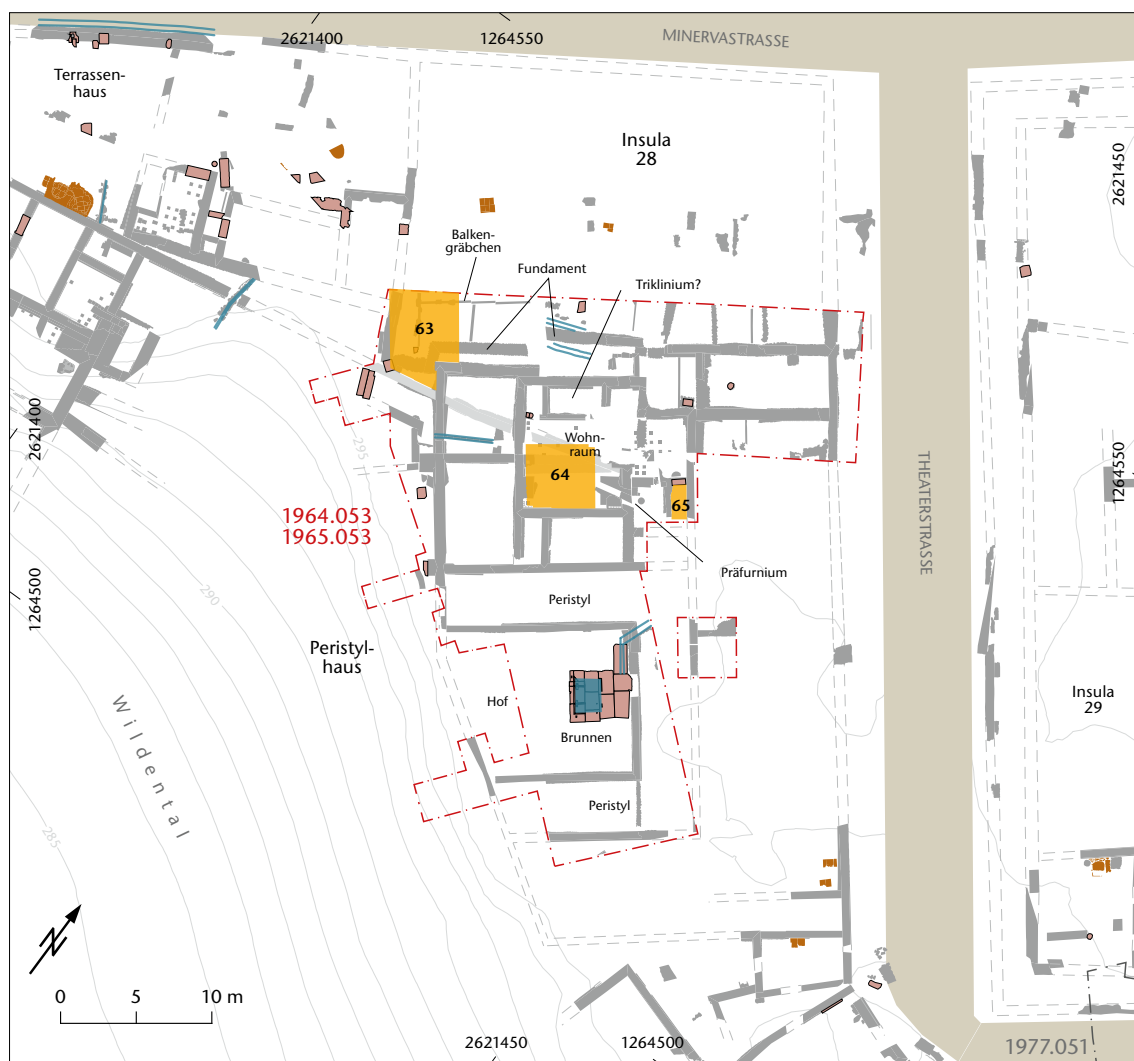 2621400
1264550
MINERVASTRASSE
Terrassen-
haus
Insula
28
2621450
Balken-
gräbchen
Fundament
Triklinium?
63
2621400
295
Wohn-
raum
64
65
THEATERSTRASSE
1264550
1964.053
1965.053
Präfurnium
1264500
290
Peristyl
Peristyl-
haus
Hof
Insula
29
Brunnen
Wildental
Peristyl
285
N
0 5 10 m
2621450
1264500
1977.051